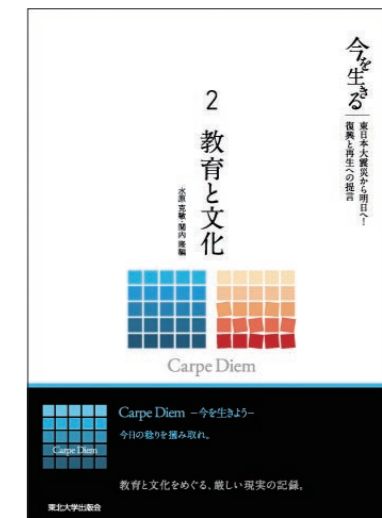 今を生きる
東日本大震災から明日へ!
復興と再生への提言
2 教育と文化
水原克敏・関内隆編
Carpe Diem
Carpe Diem −今を生きよう−
今日の稔りを摘み取れ。
Carpe Diem
教育と文化をめぐる、厳しい現実の記録。
東北大学出版会